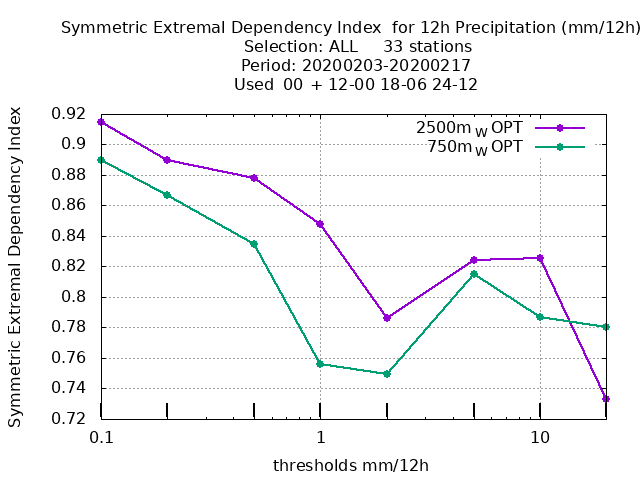 Symmetric Extremal Dependency Index  for 12h Precipitation (mm/12h)
Selection: ALL     33 stations
Period: 20200203-20200217
Used  00  + 12-00 18-06 24-12
2500m W OPT
750m W OPT
Symmetric Extremal Dependency Index
0.92
0.9
0.88
0.86
0.84
0.82
0.8
0.78
0.76
0.74
0.72
0.1 1 10
thresholds mm/12h